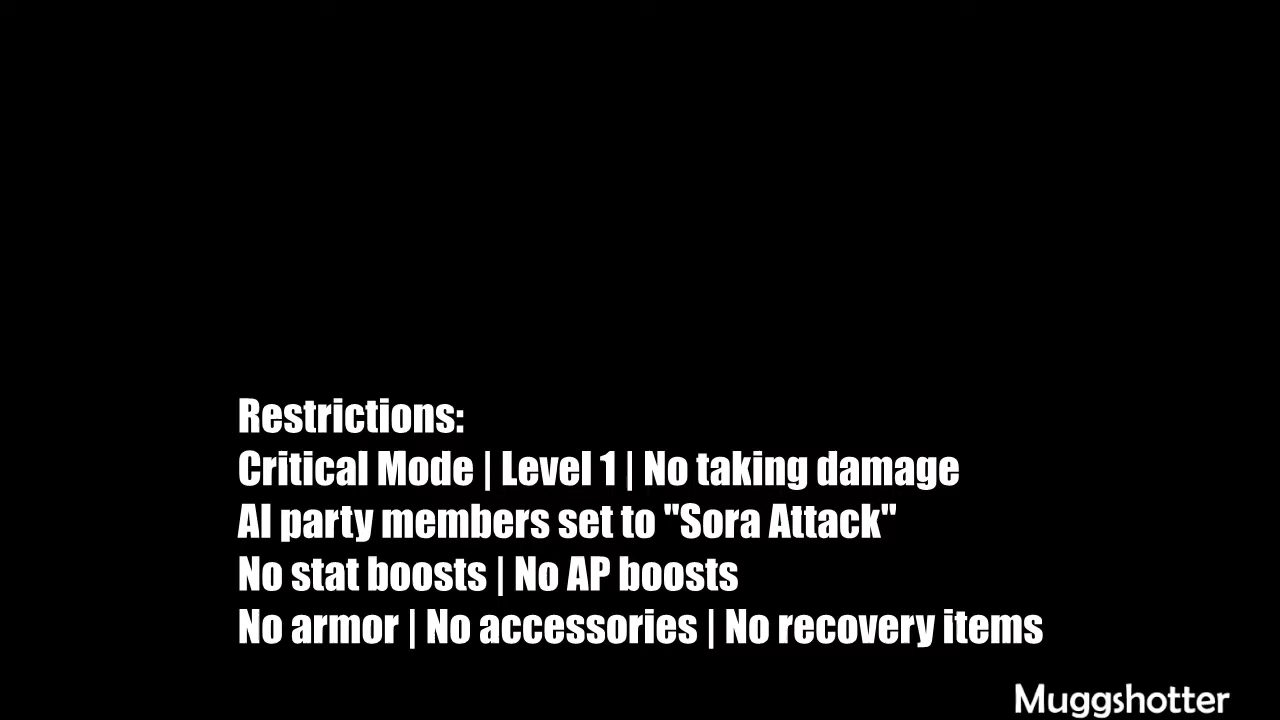 Restrictions:
Critical Mode | Level 1 | No taking damage
AI party members set to "Sora Attack"
No stat boosts | No AP boosts
No armor | No accessories | No recovery items
Muggshotter